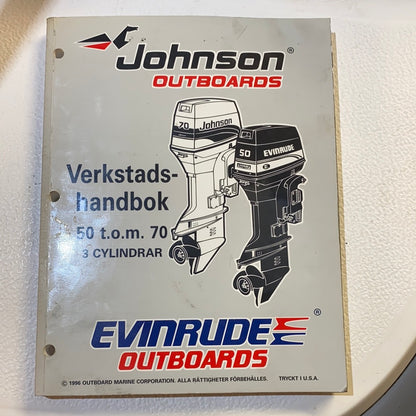 Johnson®
OUTBOARDS
70 Johnson
50 EVINRUDE
Verkstads-
handbok
50 t.o.m. 70
3 CYLINDRAR
EVINRUDE®
OUTBOARDS
© 1996 OUTBOARD MARINE CORPORATION. ALLA RÄTTIGHETER FÖRBEHÅLLES. TRYCKT I U.S.A.